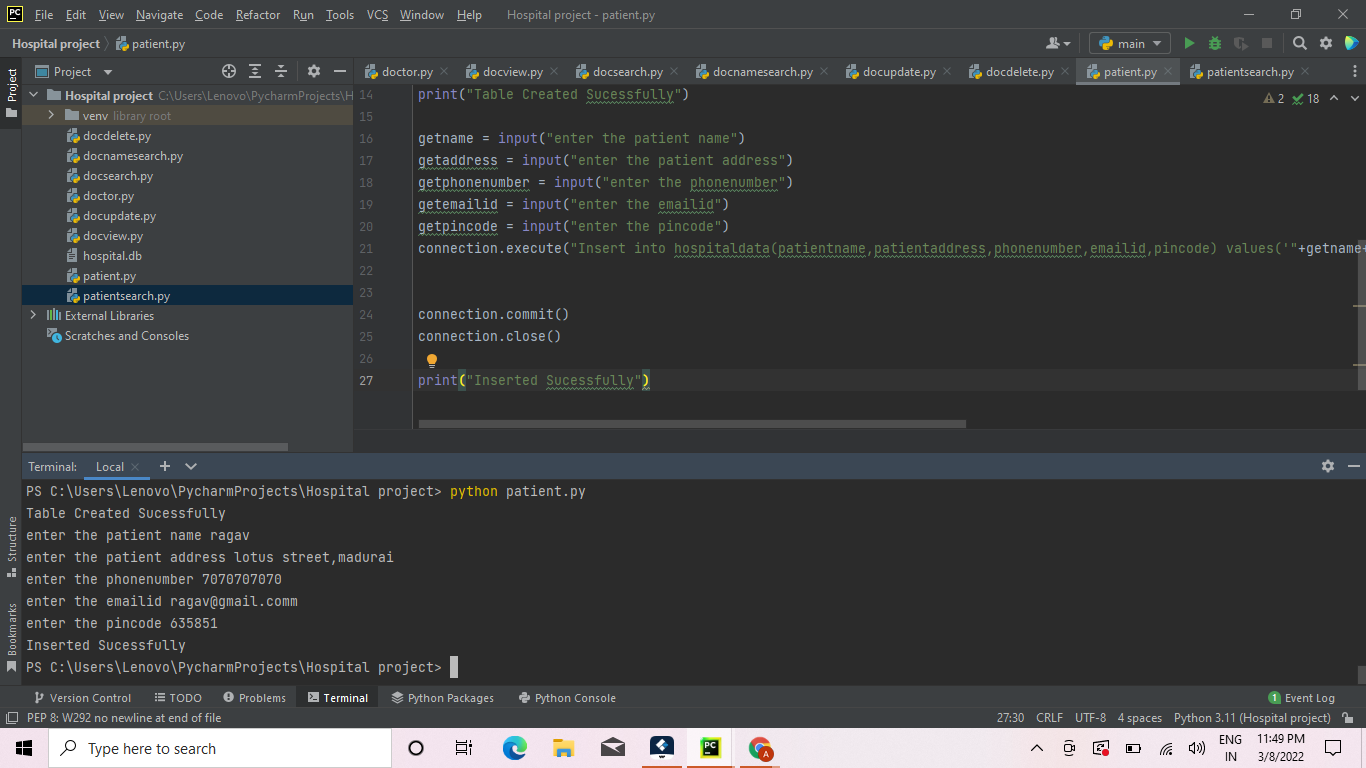 File Edit View Navigate Code Refactor Run Tools VCS Window Help Hospital project - patient.py
Hospital project patient.py main
Project doctor.py docview.py docsearch.py docnamesearch.py docupdate.py docdelete.py patient.py patientsearch.py
Project
Hospital project C:\Users\Lenovo\PycharmProjects\H
venv library root
docdelete.py
docnamesearch.py
docsearch.py
doctor.py
docupdate.py
docview.py
hospital.db
patient.py
patientsearch.py
External Libraries
Scratches and Consoles
2 18
14 print("Table Created Sucessfully")
15
16 getname = input("enter the patient name")
17 getaddress = input("enter the patient address")
18 getphonenumber = input("enter the phonenumber")
19 getemailid = input("enter the emailid")
20 getpincode = input("enter the pincode")
21 connection.execute("Insert into hospitaldata(patientname,patientaddress,phonenumber,emailid,pincode) values('"+getname+
22
23
24 connection.commit()
25 connection.close()
26
27 print("Inserted Sucessfully")
Terminal: Local
PS C:\Users\Lenovo\PycharmProjects\Hospital project> python patient.py
Table Created Sucessfully
enter the patient name ragav
enter the patient address lotus street,madurai
enter the phonenumber 7070707070
enter the emailid ragav@gmail.comm
enter the pincode 635851
Inserted Sucessfully
PS C:\Users\Lenovo\PycharmProjects\Hospital project>
Structure
Bookmarks
Version Control TODO Problems Terminal Python Packages Python Console 1 Event Log
PEP 8: W292 no newline at end of file 27:30 CRLF UTF-8 4 spaces Python 3.11 (Hospital project)
Type here to search PC A ENG 11:49 PM
IN 3/8/2022